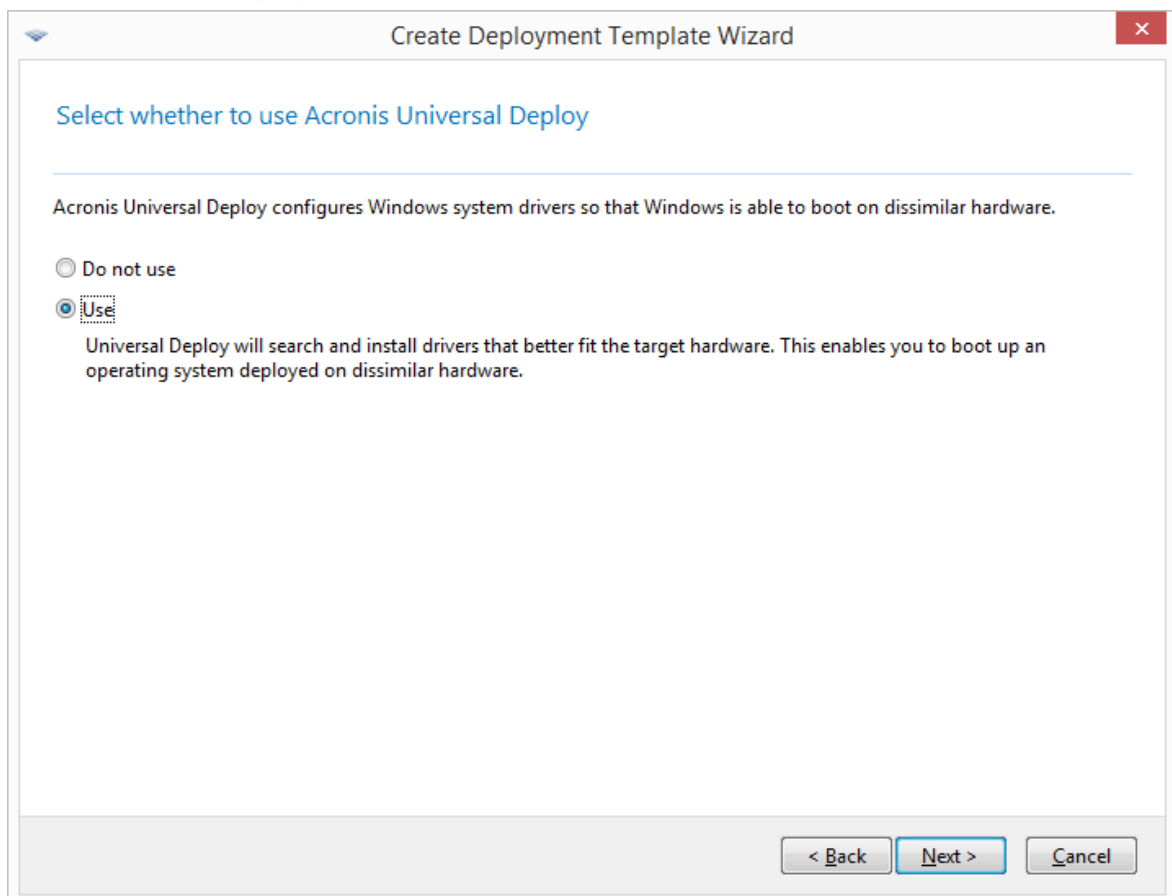 Create Deployment Template Wizard
Select whether to use Acronis Universal Deploy
Acronis Universal Deploy configures Windows system drivers so that Windows is able to boot on dissimilar hardware.
Do not use
Use
Universal Deploy will search and install drivers that better fit the target hardware. This enables you to boot up an
operating system deployed on dissimilar hardware.
< Back Next > Cancel